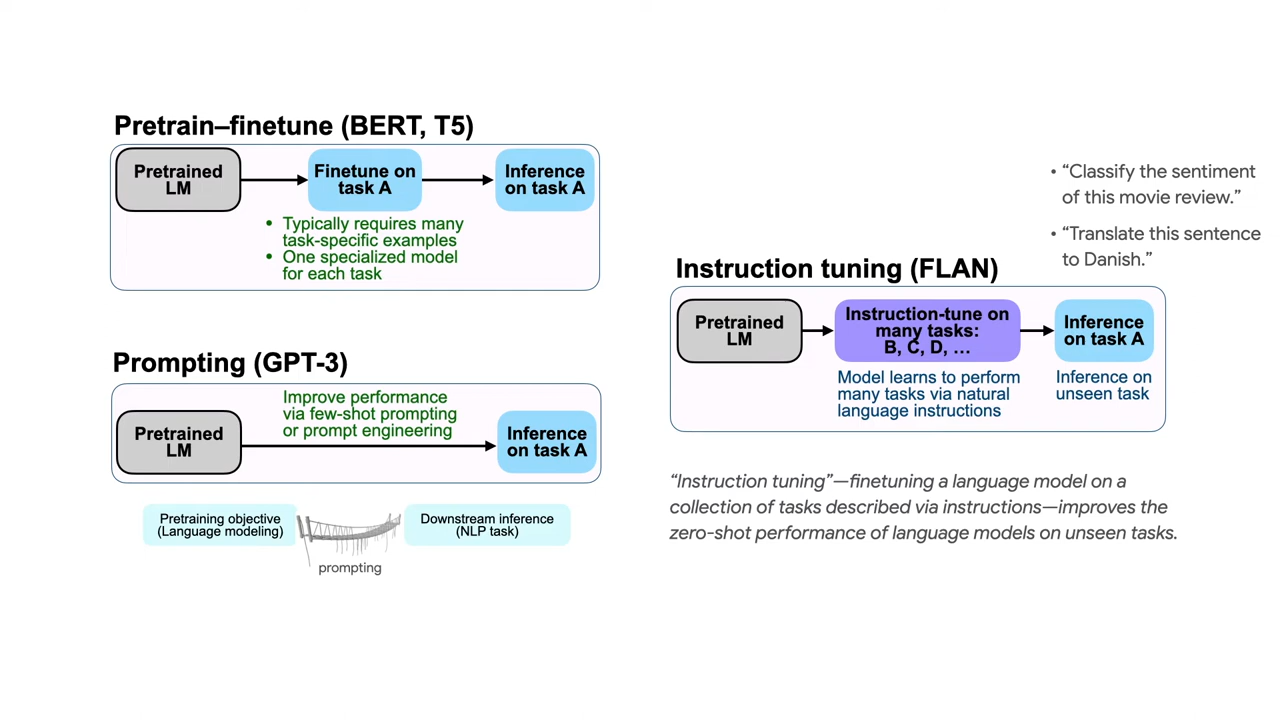 Pretrain–finetune (BERT, T5)
Pretrained
LM
Finetune on
task A
Inference
on task A
• Typically requires many
task-specific examples
• One specialized model
for each task
Prompting (GPT-3)
Pretrained
LM
Improve performance
via few-shot prompting
or prompt engineering
Inference
on task A
Pretraining objective
(Language modeling)
prompting
Downstream inference
(NLP task)
• “Classify the sentiment
of this movie review.”
• “Translate this sentence
to Danish.”
Instruction tuning (FLAN)
Pretrained
LM
Instruction-tune on
many tasks:
B, C, D, …
Inference
on task A
Model learns to perform
many tasks via natural
language instructions
Inference on
unseen task
“Instruction tuning”—finetuning a language model on a
collection of tasks described via instructions—improves the
zero-shot performance of language models on unseen tasks.